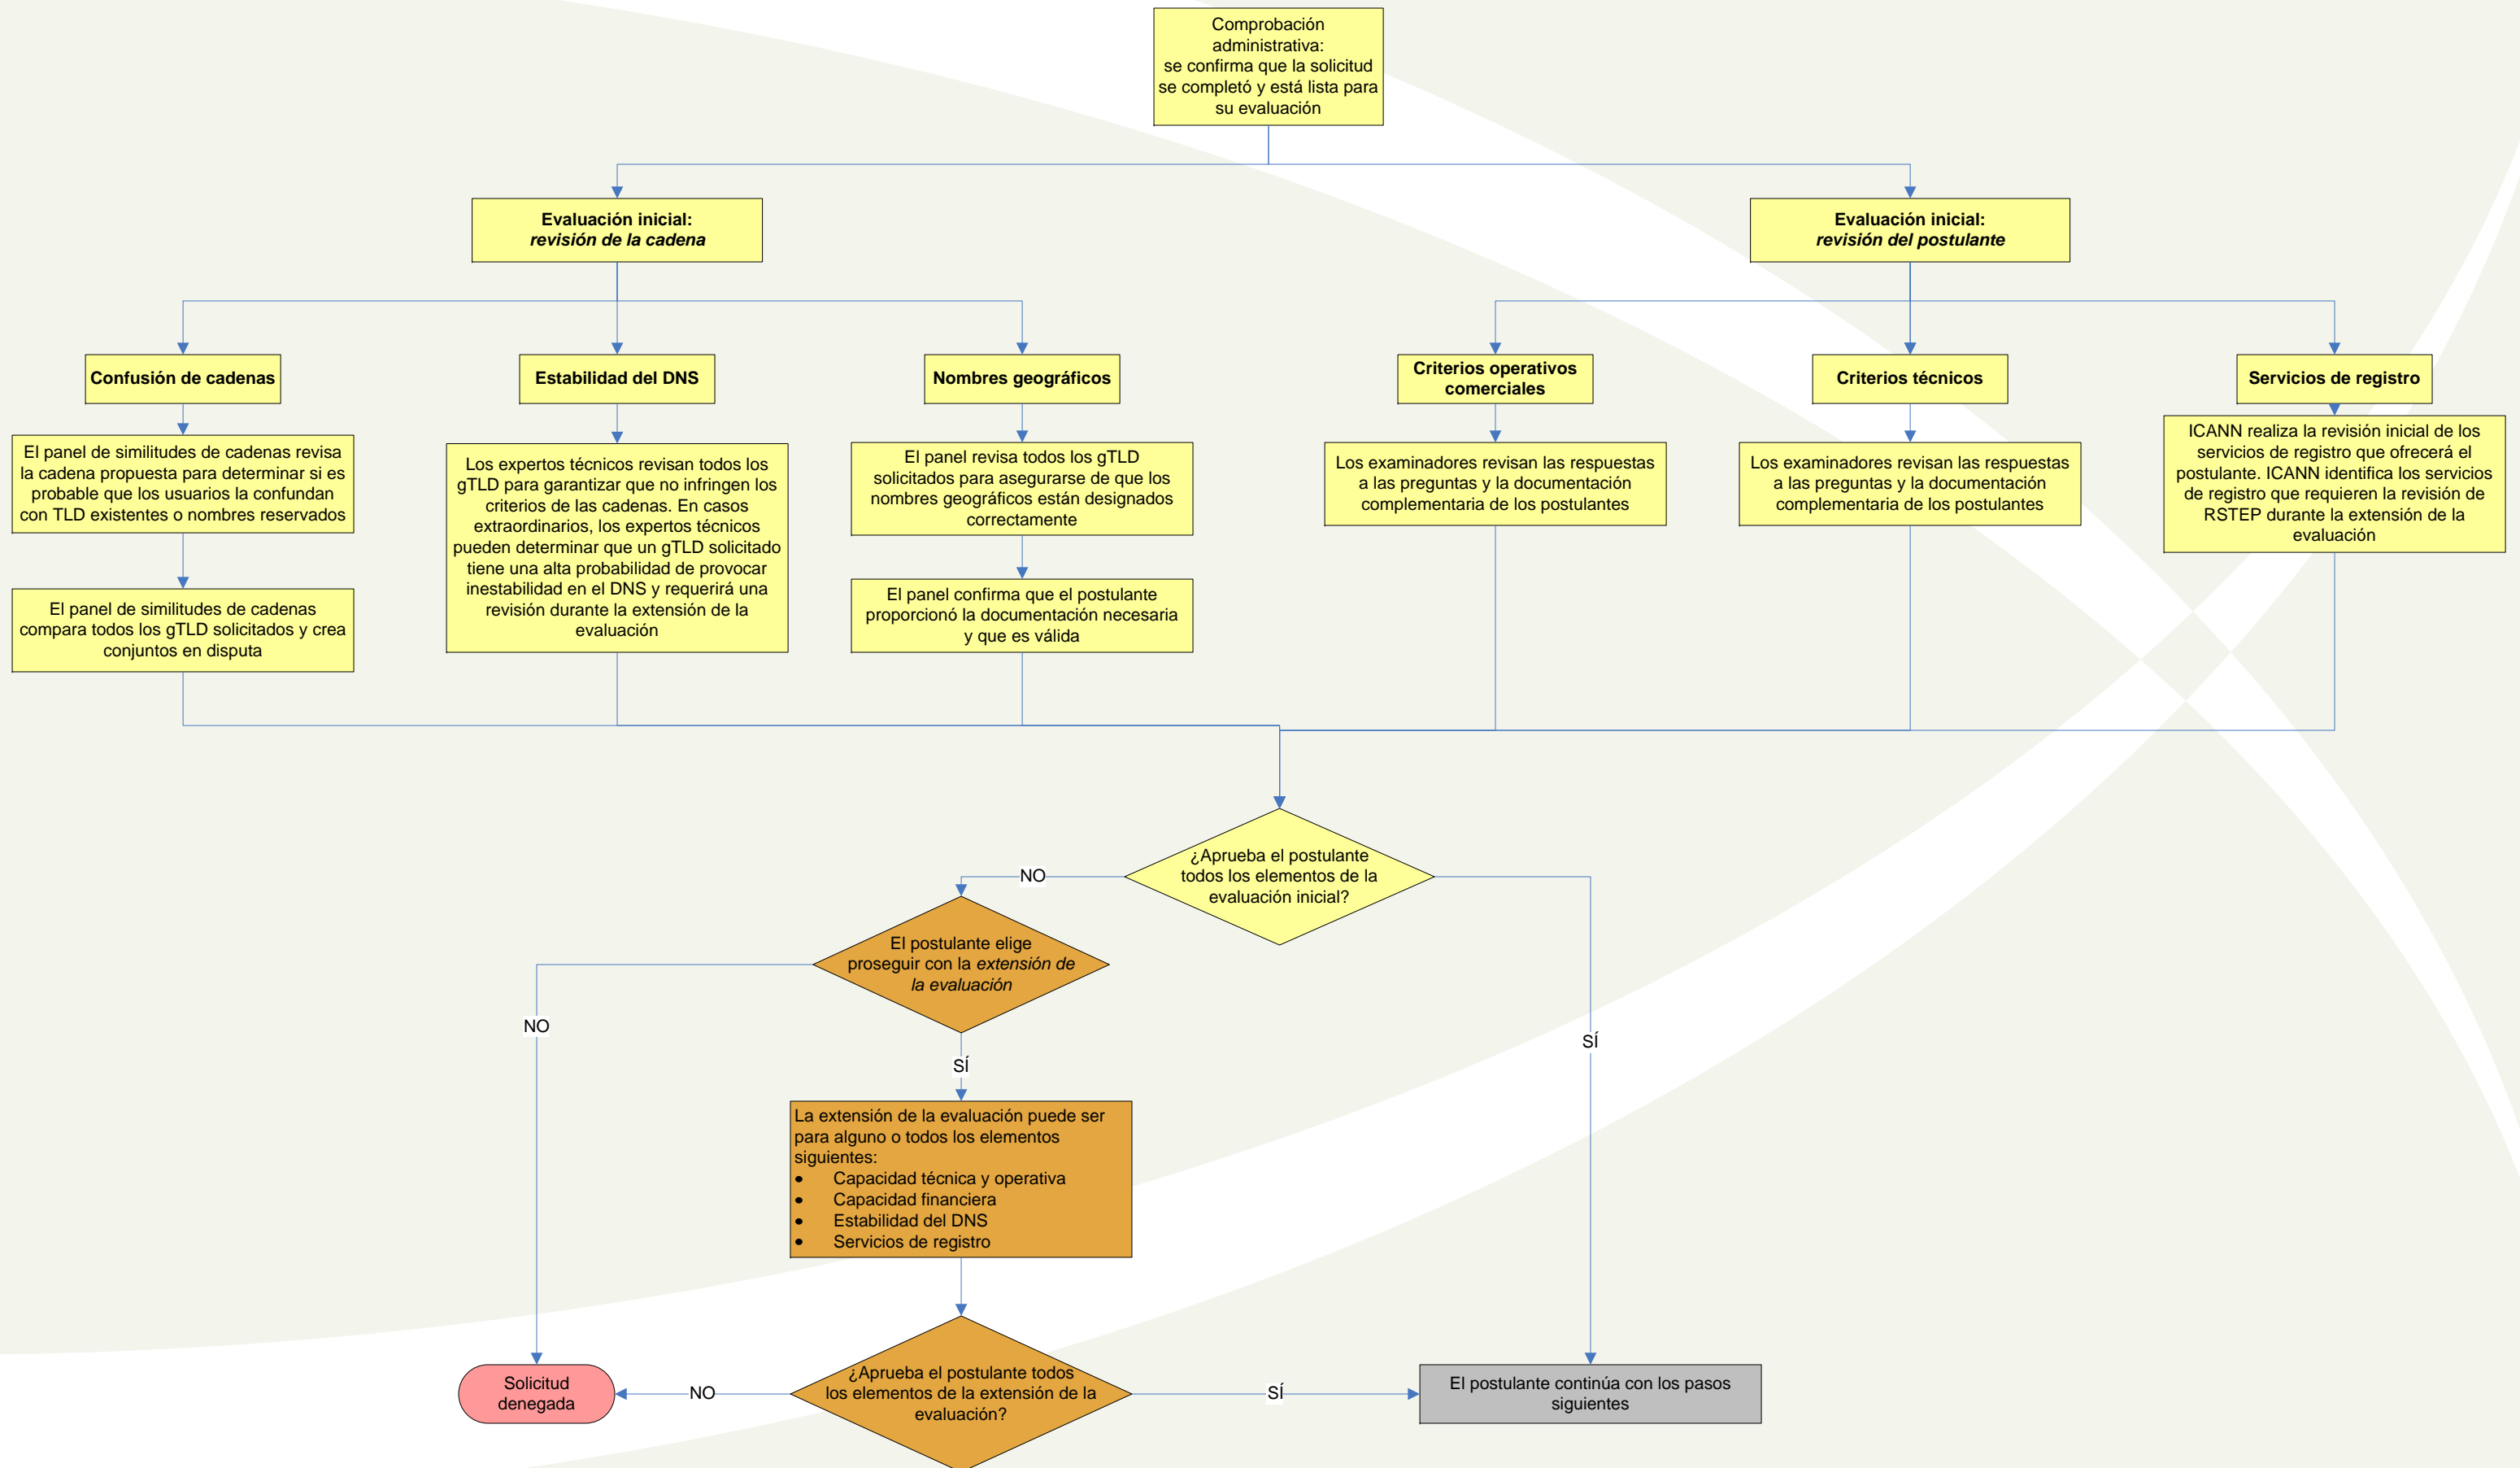 Comprobación
administrativa:
se confirma que la solicitud
se completó y está lista para
su evaluación
Evaluación inicial:
revisión de la cadena
Evaluación inicial:
revisión del postulante
Confusión de cadenas
Estabilidad del DNS
Nombres geográficos
Criterios operativos
comerciales
Criterios técnicos
Servicios de registro
El panel de similitudes de cadenas revisa
la cadena propuesta para determinar si es
probable que los usuarios la confundan
con TLD existentes o nombres reservados
Los expertos técnicos revisan todos los
gTLD para garantizar que no infringen los
criterios de las cadenas. En casos
extraordinarios, los expertos técnicos
pueden determinar que un gTLD solicitado
tiene una alta probabilidad de provocar
inestabilidad en el DNS y requerirá una
revisión durante la extensión de la
evaluación
El panel revisa todos los gTLD
solicitados para asegurarse de que los
nombres geográficos están designados
correctamente
Los examinadores revisan las respuestas
a las preguntas y la documentación
complementaria de los postulantes
Los examinadores revisan las respuestas
a las preguntas y la documentación
complementaria de los postulantes
ICANN realiza la revisión inicial de los
servicios de registro que ofrecerá el
postulante. ICANN identifica los servicios
de registro que requieren la revisión de
RSTEP durante la extensión de la
evaluación
El panel de similitudes de cadenas
compara todos los gTLD solicitados y crea
conjuntos en disputa
El panel confirma que el postulante
proporcionó la documentación necesaria
y que es válida
¿Aprueba el postulante
todos los elementos de la
evaluación inicial?
NO
El postulante elige
proseguir con la extensión de
la evaluación
NO
SÍ
SÍ
La extensión de la evaluación puede ser
para alguno o todos los elementos
siguientes:
• Capacidad técnica y operativa
• Capacidad financiera
• Estabilidad del DNS
• Servicios de registro
Solicitud
denegada
NO
¿Aprueba el postulante todos
los elementos de la extensión de la
evaluación?
SÍ
El postulante continúa con los pasos
siguientes